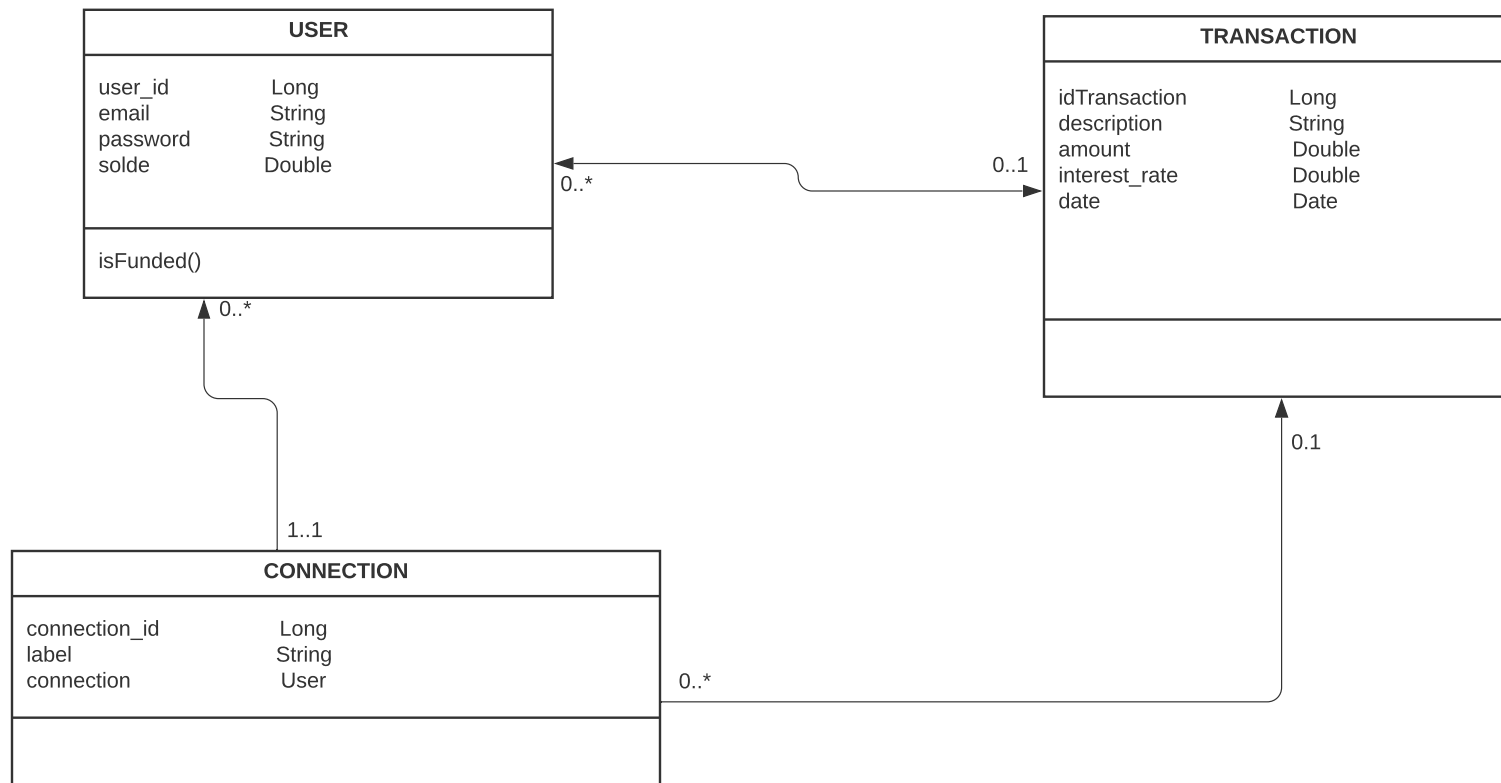 USER
user_id Long
email String
password String
solde Double
isFunded()
0..*
0..*
0..1
TRANSACTION
idTransaction Long
description String
amount Double
interest_rate Double
date Date
0.1
1..1
CONNECTION
connection_id Long
label String
connection User
0..*